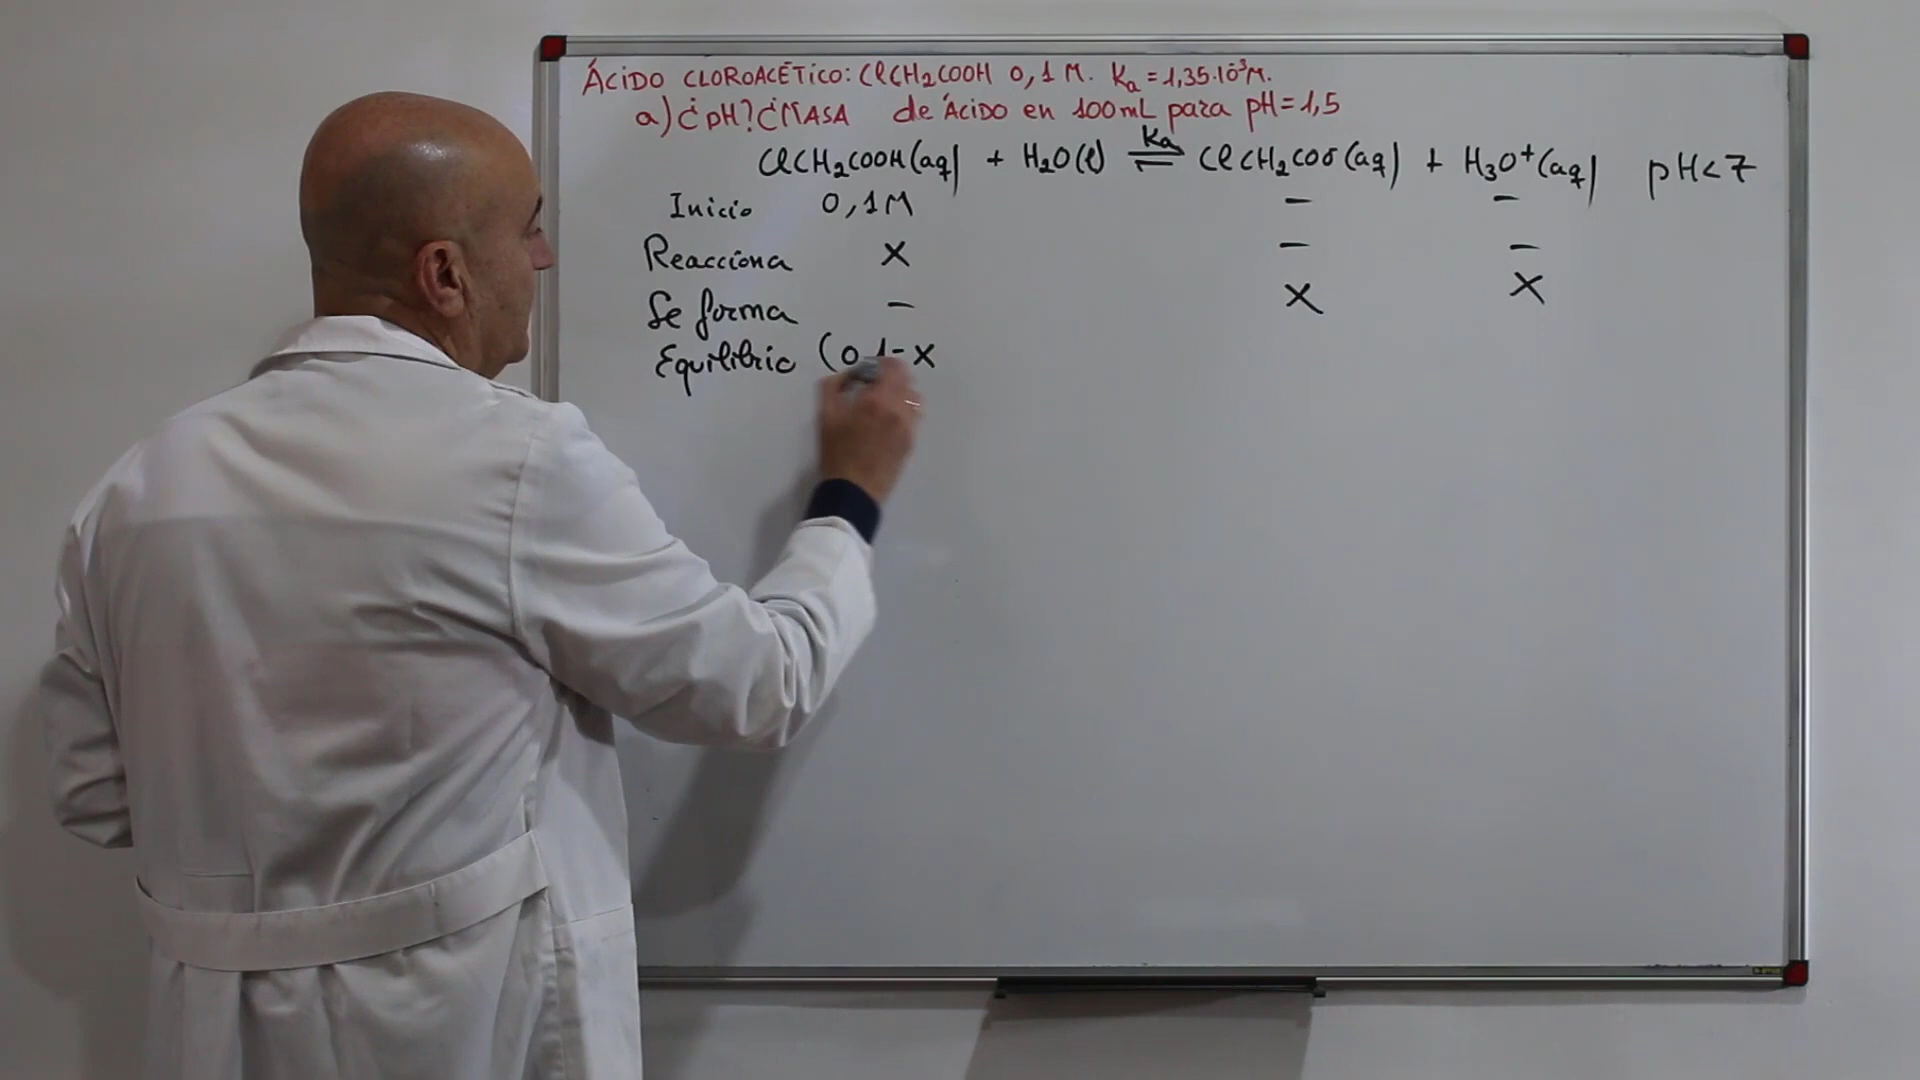 ÁCIDO CLOROACÉTICO: ClCH₂COOH 0,1 M. Ka = 1,35·10⁻³M.
a) ¿pH? ¿MASA de ÁCIDO en 100 mL para pH = 1,5
ClCH₂COOH(aq) + H₂O(l) ⇌ Ka ClCH₂COO⁻(aq) + H₃O⁺(aq) pH < 7
Inicio 0,1M – –
Reacciona x – –
Se forma – x x
Equilibrio (0,1-x